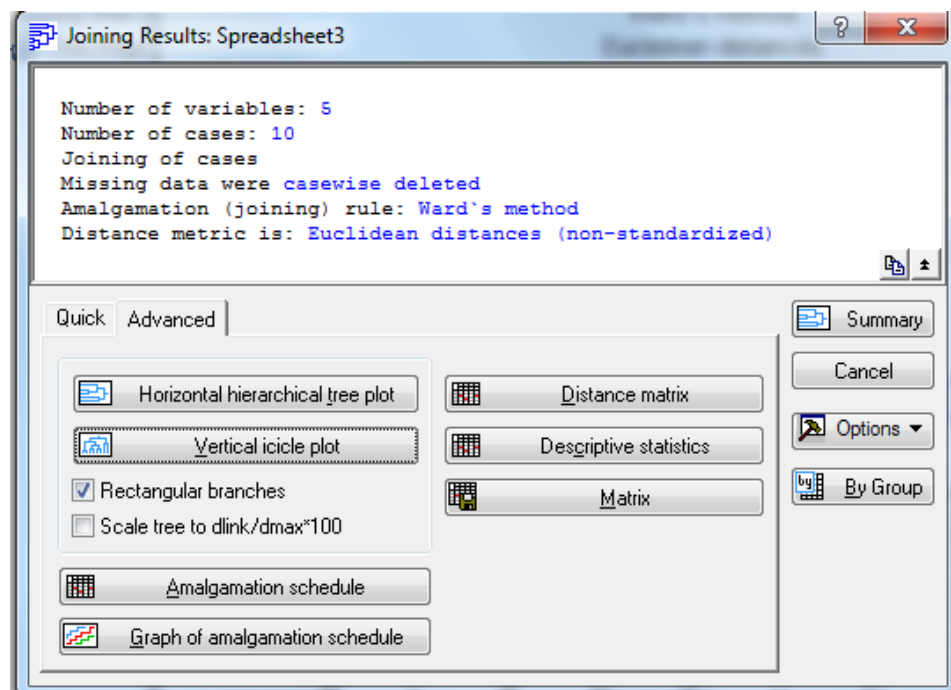 Joining Results: Spreadsheet3
?
X
Number of variables: 5
Number of cases: 10
Joining of cases
Missing data were casewise deleted
Amalgamation (joining) rule: Ward`s method
Distance metric is: Euclidean distances (non-standardized)
Quick Advanced
Summary
Horizontal hierarchical tree plot
Distance matrix
Cancel
Vertical icicle plot
Descriptive statistics
Options
Rectangular branches
Matrix
by By Group
Scale tree to dlink/dmax*100
Amalgamation schedule
Graph of amalgamation schedule